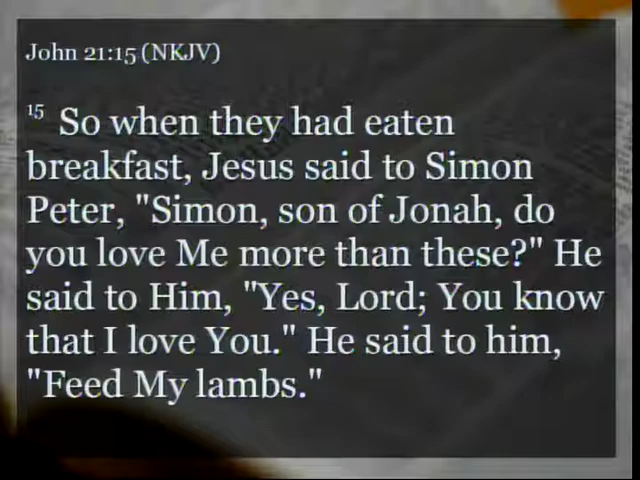 John 21:15 (NKJV)
15 So when they had eaten
breakfast, Jesus said to Simon
Peter, "Simon, son of Jonah, do
you love Me more than these?" He
said to Him, "Yes, Lord; You know
that I love You." He said to him,
"Feed My lambs."